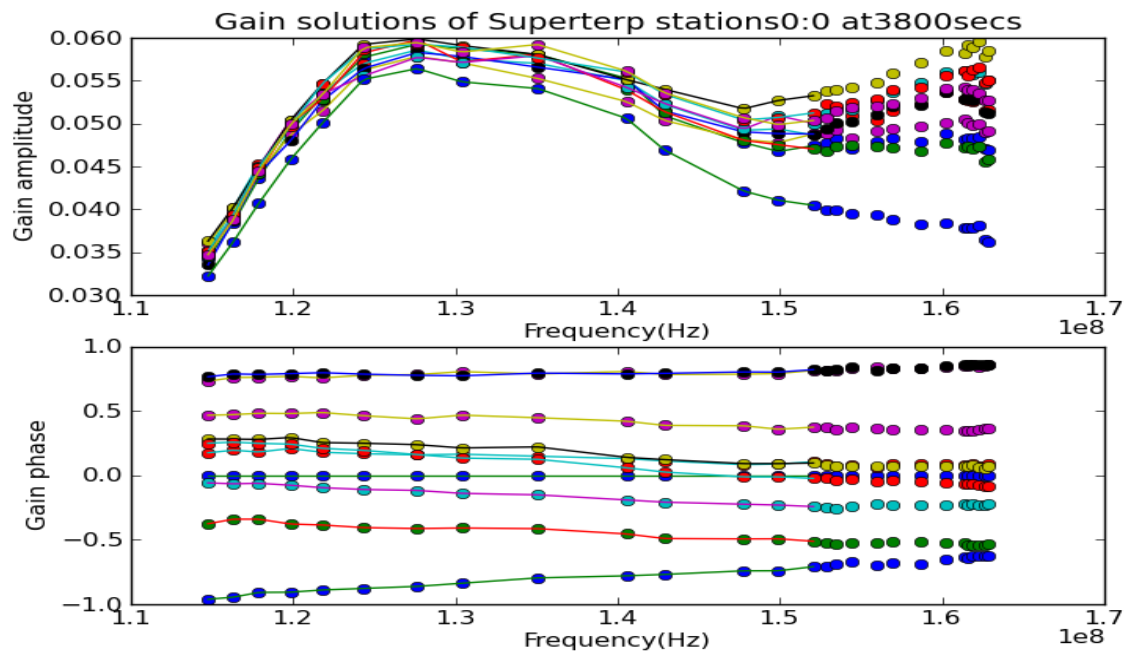 Gain solutions of Superterp stations0:0 at3800secs
Gain amplitude
0.060
0.055
0.050
0.045
0.040
0.035
0.030
1.1 1.2 1.3 1.4 1.5 1.6 1.7
Frequency(Hz)
1e8
Gain phase
1.0
0.5
0.0
−0.5
−1.0
1.1 1.2 1.3 1.4 1.5 1.6 1.7
Frequency(Hz)
1e8